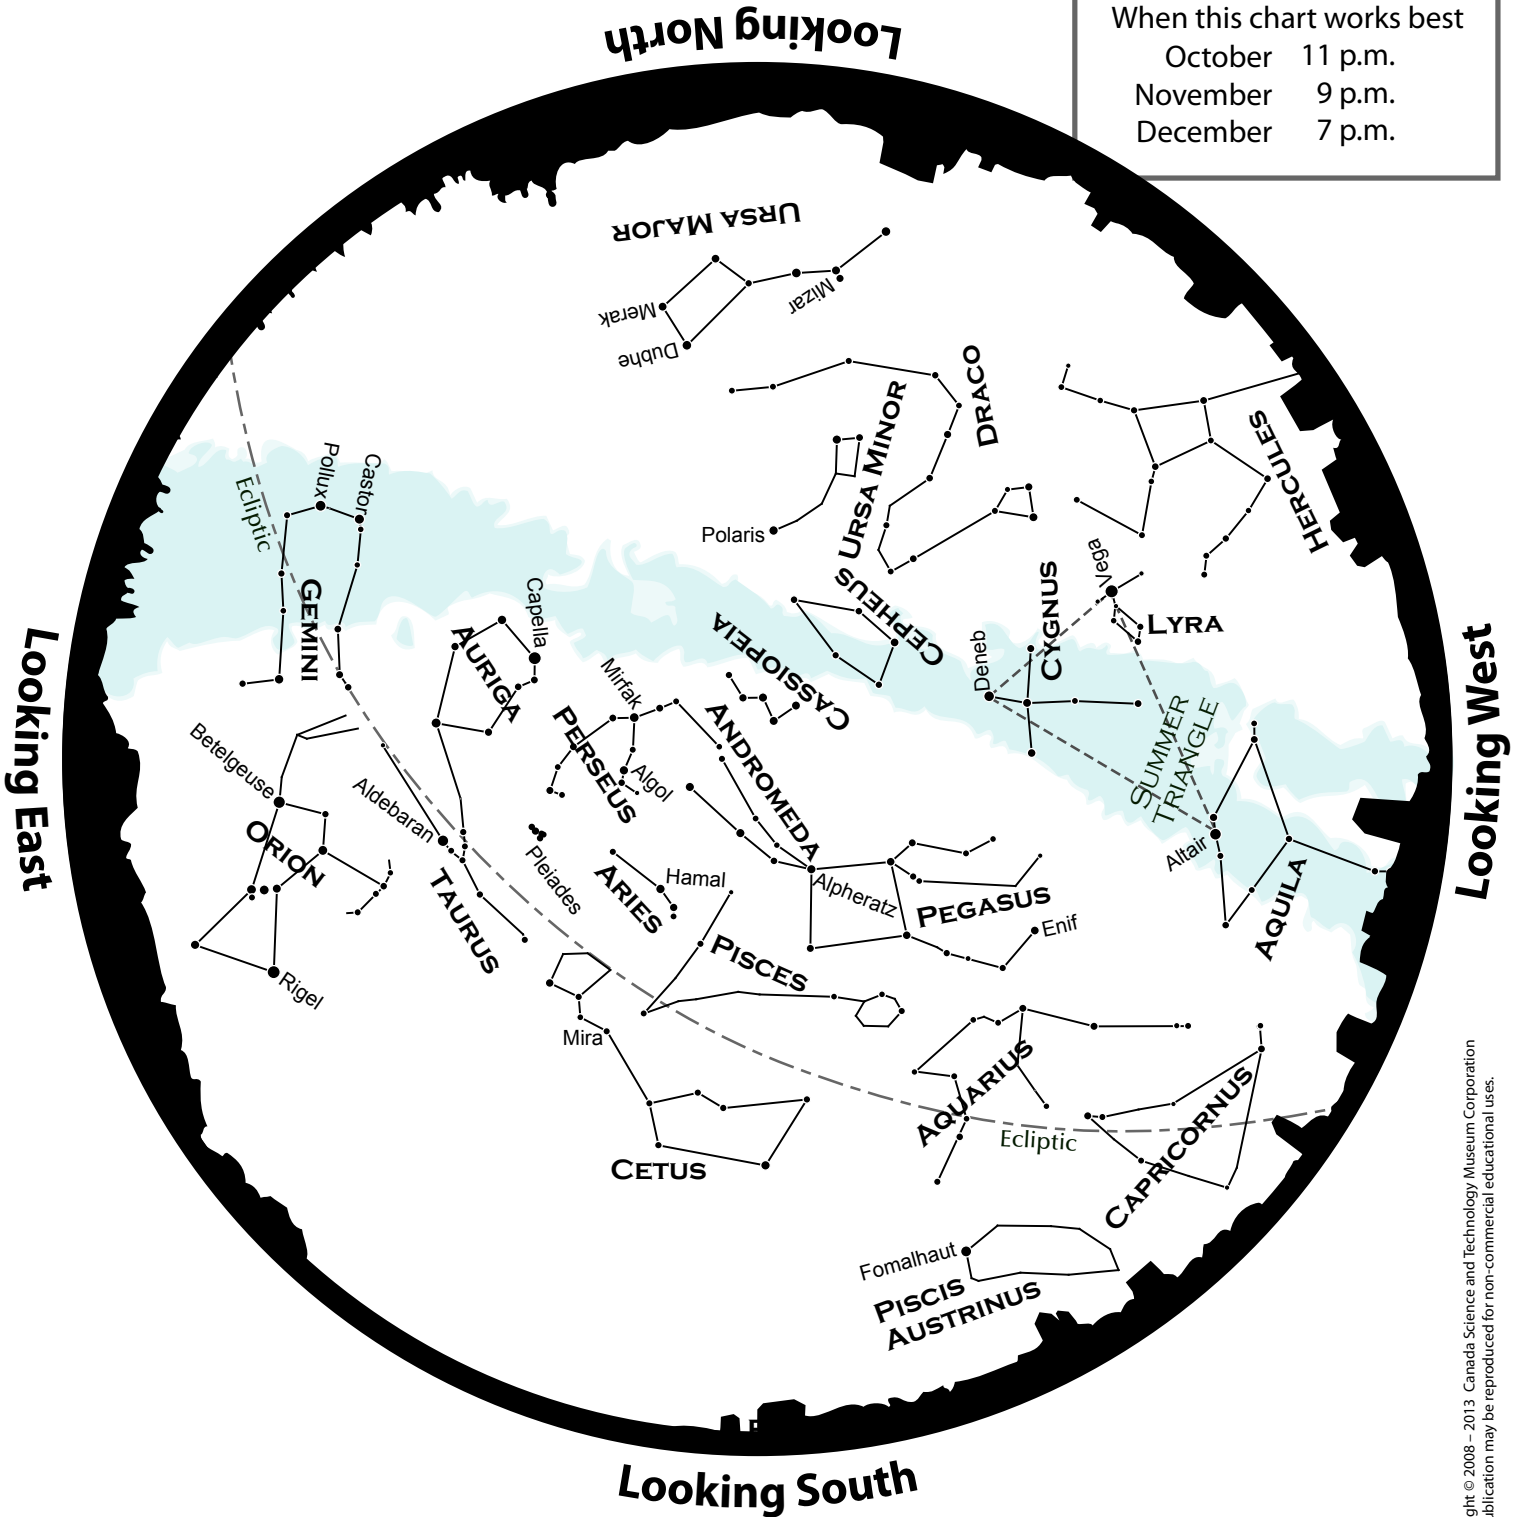 Looking North
When this chart works best
October 11 p.m.
November 9 p.m.
December 7 p.m.
URSA MAJOR
Merak
Mizar
Dubhe
DRACO
URSA MINOR
HERCULES
Pollux
Castor
Ecliptic
Polaris
GEMINI
Capella
AURIGA
CEPHEUS
CASSIOPEIA
CYGNUS
Vega
LYRA
Deneb
Looking East
Looking West
Mirfak
PERSEUS
Algol
ANDROMEDA
SUMMER
TRIANGLE
Betelgeuse
Aldebaran
ORION
TAURUS
Pleiades
ARIES
Hamal
Alpheratz
PEGASUS
Enif
Altair
AQUILA
Rigel
PISCES
Mira
AQUARIUS
CAPRICORNUS
CETUS
Ecliptic
Fomalhaut
PISCIS
AUSTRINUS
Looking South
© 2008 – 2013 Canada Science and Technology Museum Corporation
may be reproduced for non-commercial educational uses.